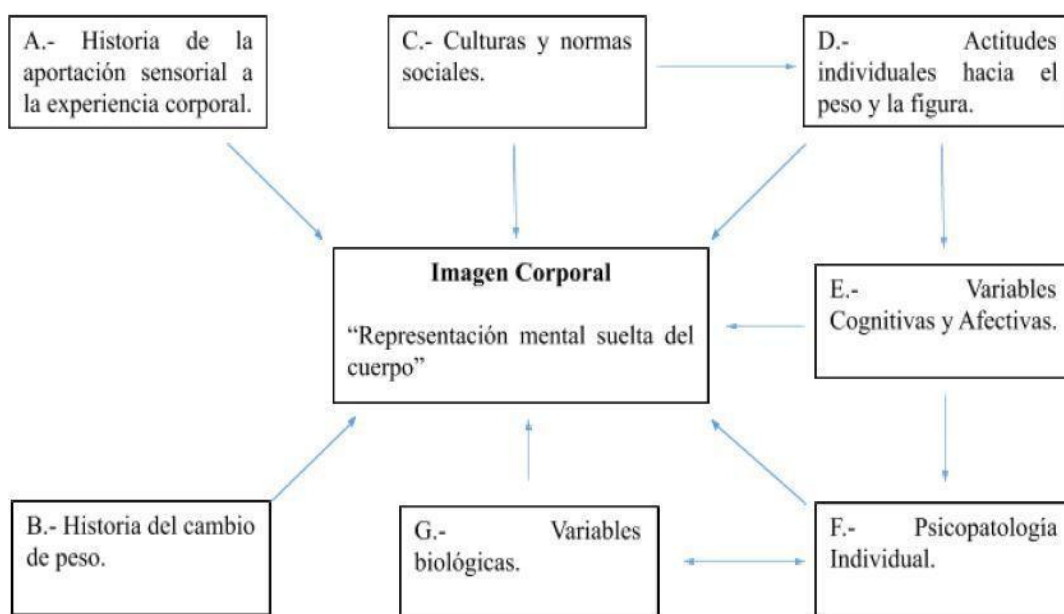 A.- Historia de la
aportación sensorial a
la experiencia corporal.
C.- Culturas y normas
sociales.
D.- Actitudes
individuales hacia el
peso y la figura.
Imagen Corporal
“Representación mental suelta del
cuerpo”
E.- Variables
Cognitivas y Afectivas.
B.- Historia del cambio
de peso.
G.- Variables
biológicas.
F.- Psicopatología
Individual.